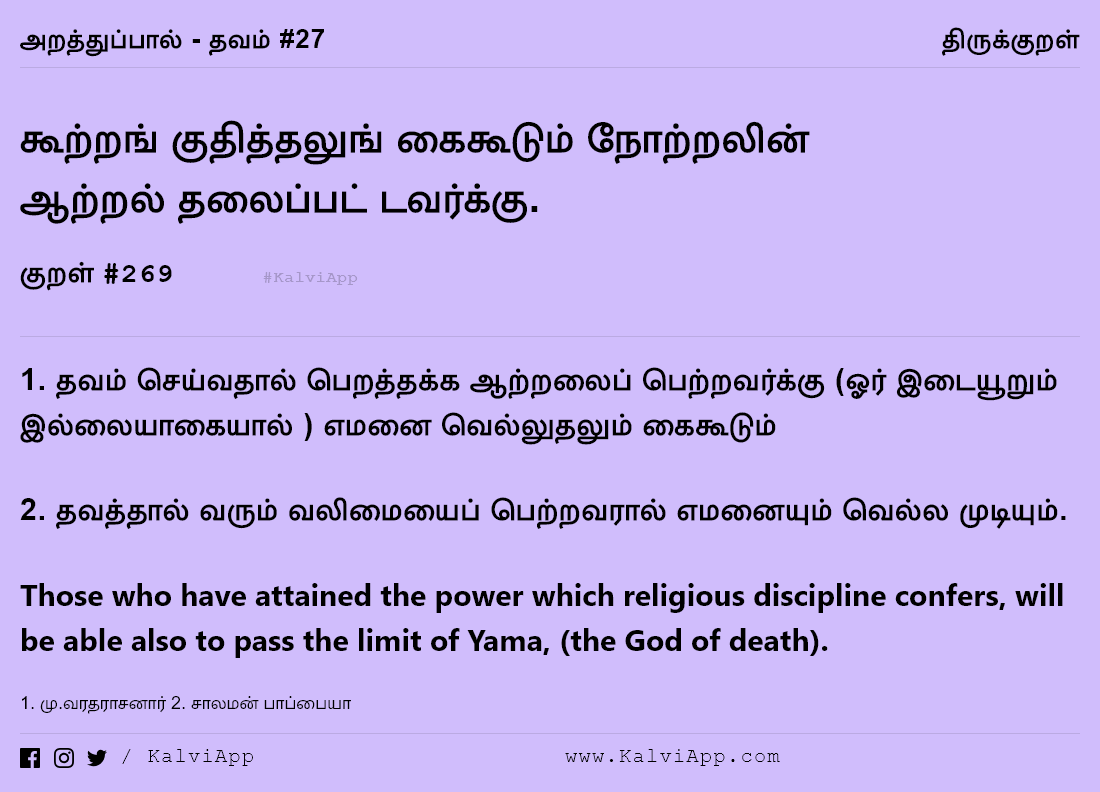 அறத்துப்பால் - தவம் #27
திருக்குறள்
கூற்றங் குதித்தலுங் கைகூடும் நோற்றலின்
ஆற்றல் தலைப்பட் டவர்க்கு.
குறள் #269
#KalviApp
1. தவம் செய்வதால் பெறத்தக்க ஆற்றலைப் பெற்றவர்க்கு (ஓர் இடையூறும்
இல்லையாகையால் ) எமனை வெல்லுதலும் கைகூடும்
2. தவத்தால் வரும் வலிமையைப் பெற்றவரால் எமனையும் வெல்ல முடியும்.
Those who have attained the power which religious discipline confers, will
be able also to pass the limit of Yama, (the God of death).
1. மு.வரதராசனார் 2. சாலமன் பாப்பையா
/ KalviApp
www.KalviApp.com